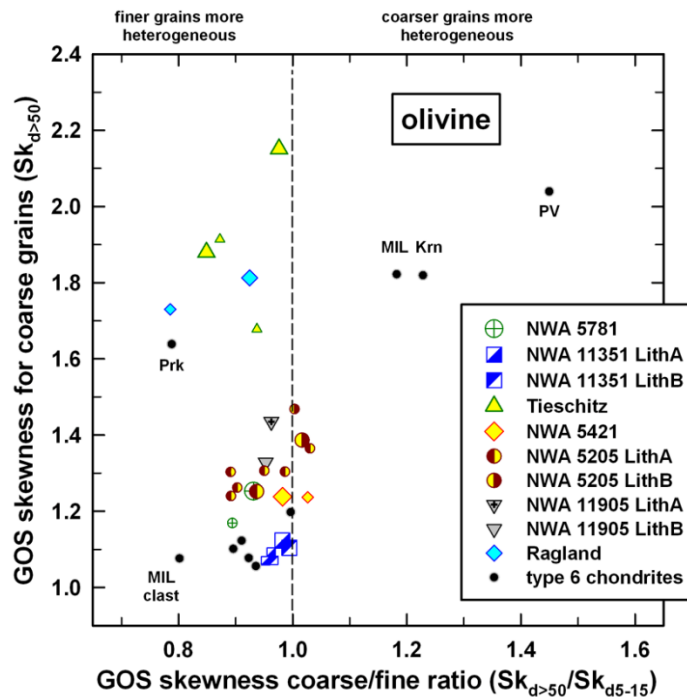 finer grains more
heterogeneous
coarser grains more
heterogeneous
2.4
2.2
2.0
1.8
1.6
1.4
1.2
1.0
GOS skewness for coarse grains (Sk_d>50)
olivine
PV
MIL
Krn
Prk
MIL
clast
NWA 5781
NWA 11351 LithA
NWA 11351 LithB
Tieschitz
NWA 5421
NWA 5205 LithA
NWA 5205 LithB
NWA 11905 LithA
NWA 11905 LithB
Ragland
type 6 chondrites
0.8
1.0
1.2
1.4
1.6
GOS skewness coarse/fine ratio (Sk_d>50/Sk_d5-15)